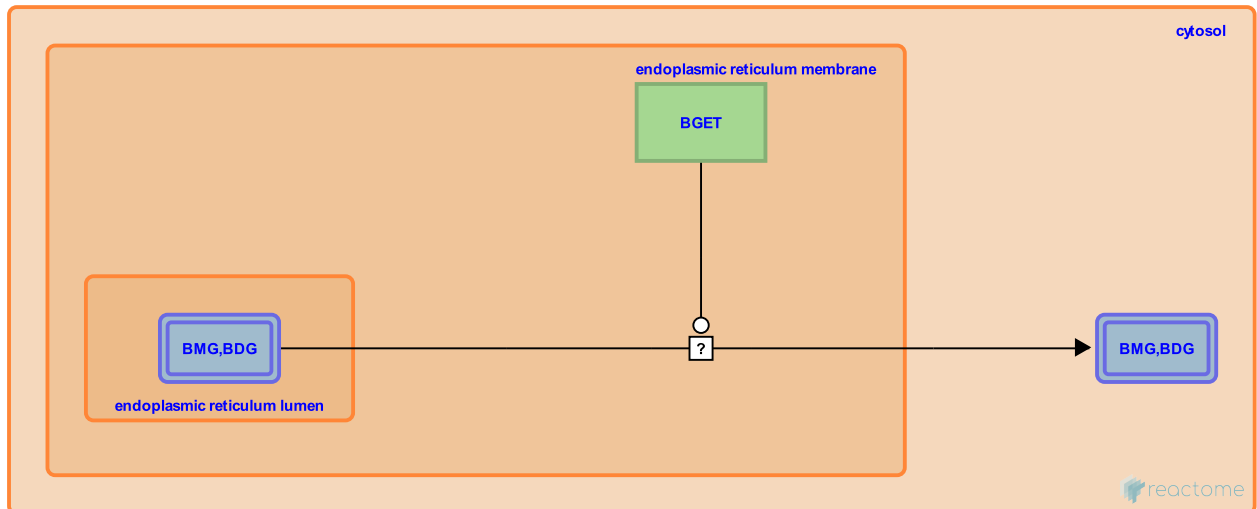 cytosol
endoplasmic reticulum membrane
BGET
BMG,BDG
?
BMG,BDG
endoplasmic reticulum lumen
reactome